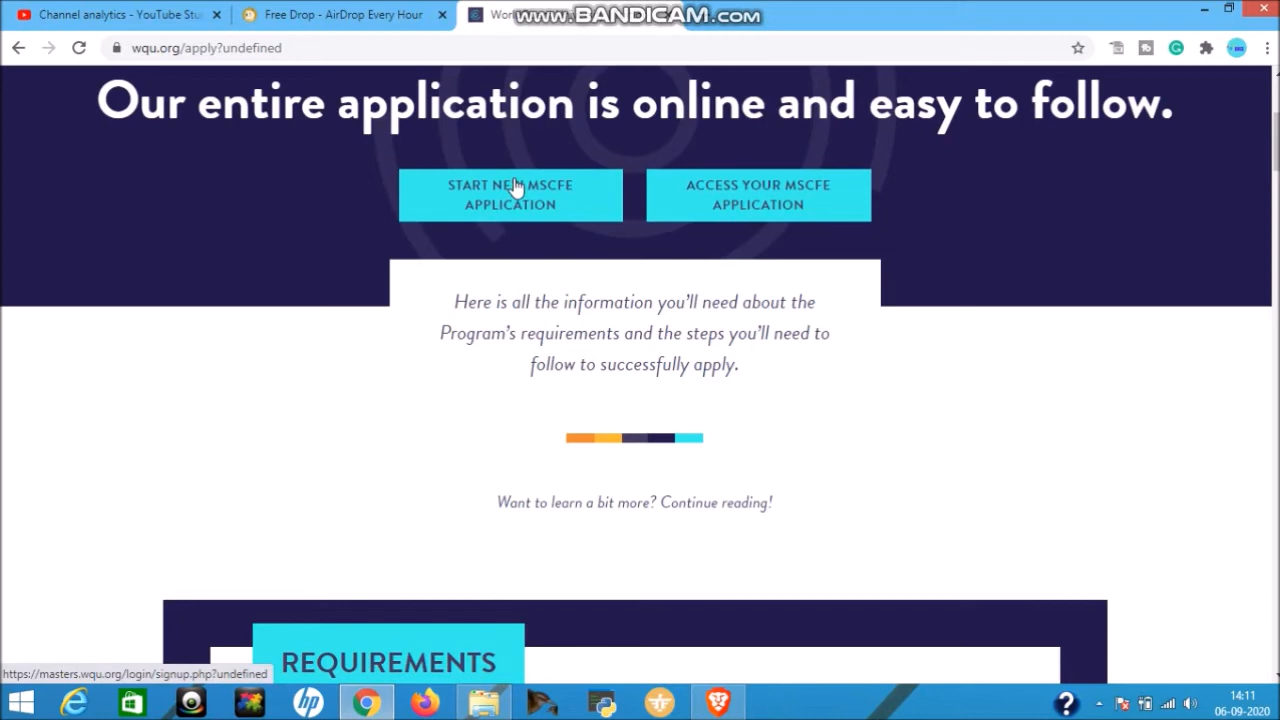 Channel analytics - YouTube Stu
Free Drop - AirDrop Every Hour
Wor
www.BANDICAM.com
wqu.org/apply?undefined
Our entire application is online and easy to follow.
START NEW MSCFE
APPLICATION
ACCESS YOUR MSCFE
APPLICATION
Here is all the information you'll need about the
Program's requirements and the steps you'll need to
follow to successfully apply.
Want to learn a bit more? Continue reading!
REQUIREMENTS
https://masters.wqu.org/login/signup.php?undefined
14:11
06-09-2020